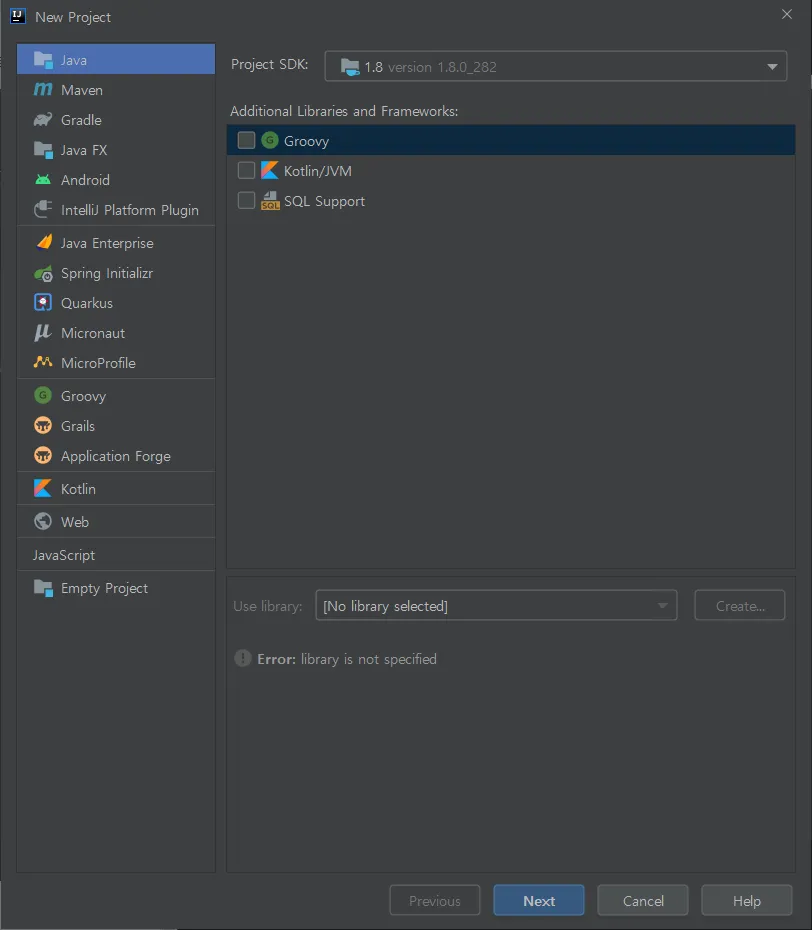 New Project
Java
Maven
Gradle
Java FX
Android
IntelliJ Platform Plugin
Java Enterprise
Spring Initializr
Quarkus
Micronaut
MicroProfile
Groovy
Grails
Application Forge
Kotlin
Web
JavaScript
Empty Project
Project SDK: 1.8 version 1.8.0_282
Additional Libraries and Frameworks:
Groovy
Kotlin/JVM
SQL Support
Use library: [No library selected] Create...
Error: library is not specified
Previous Next Cancel Help